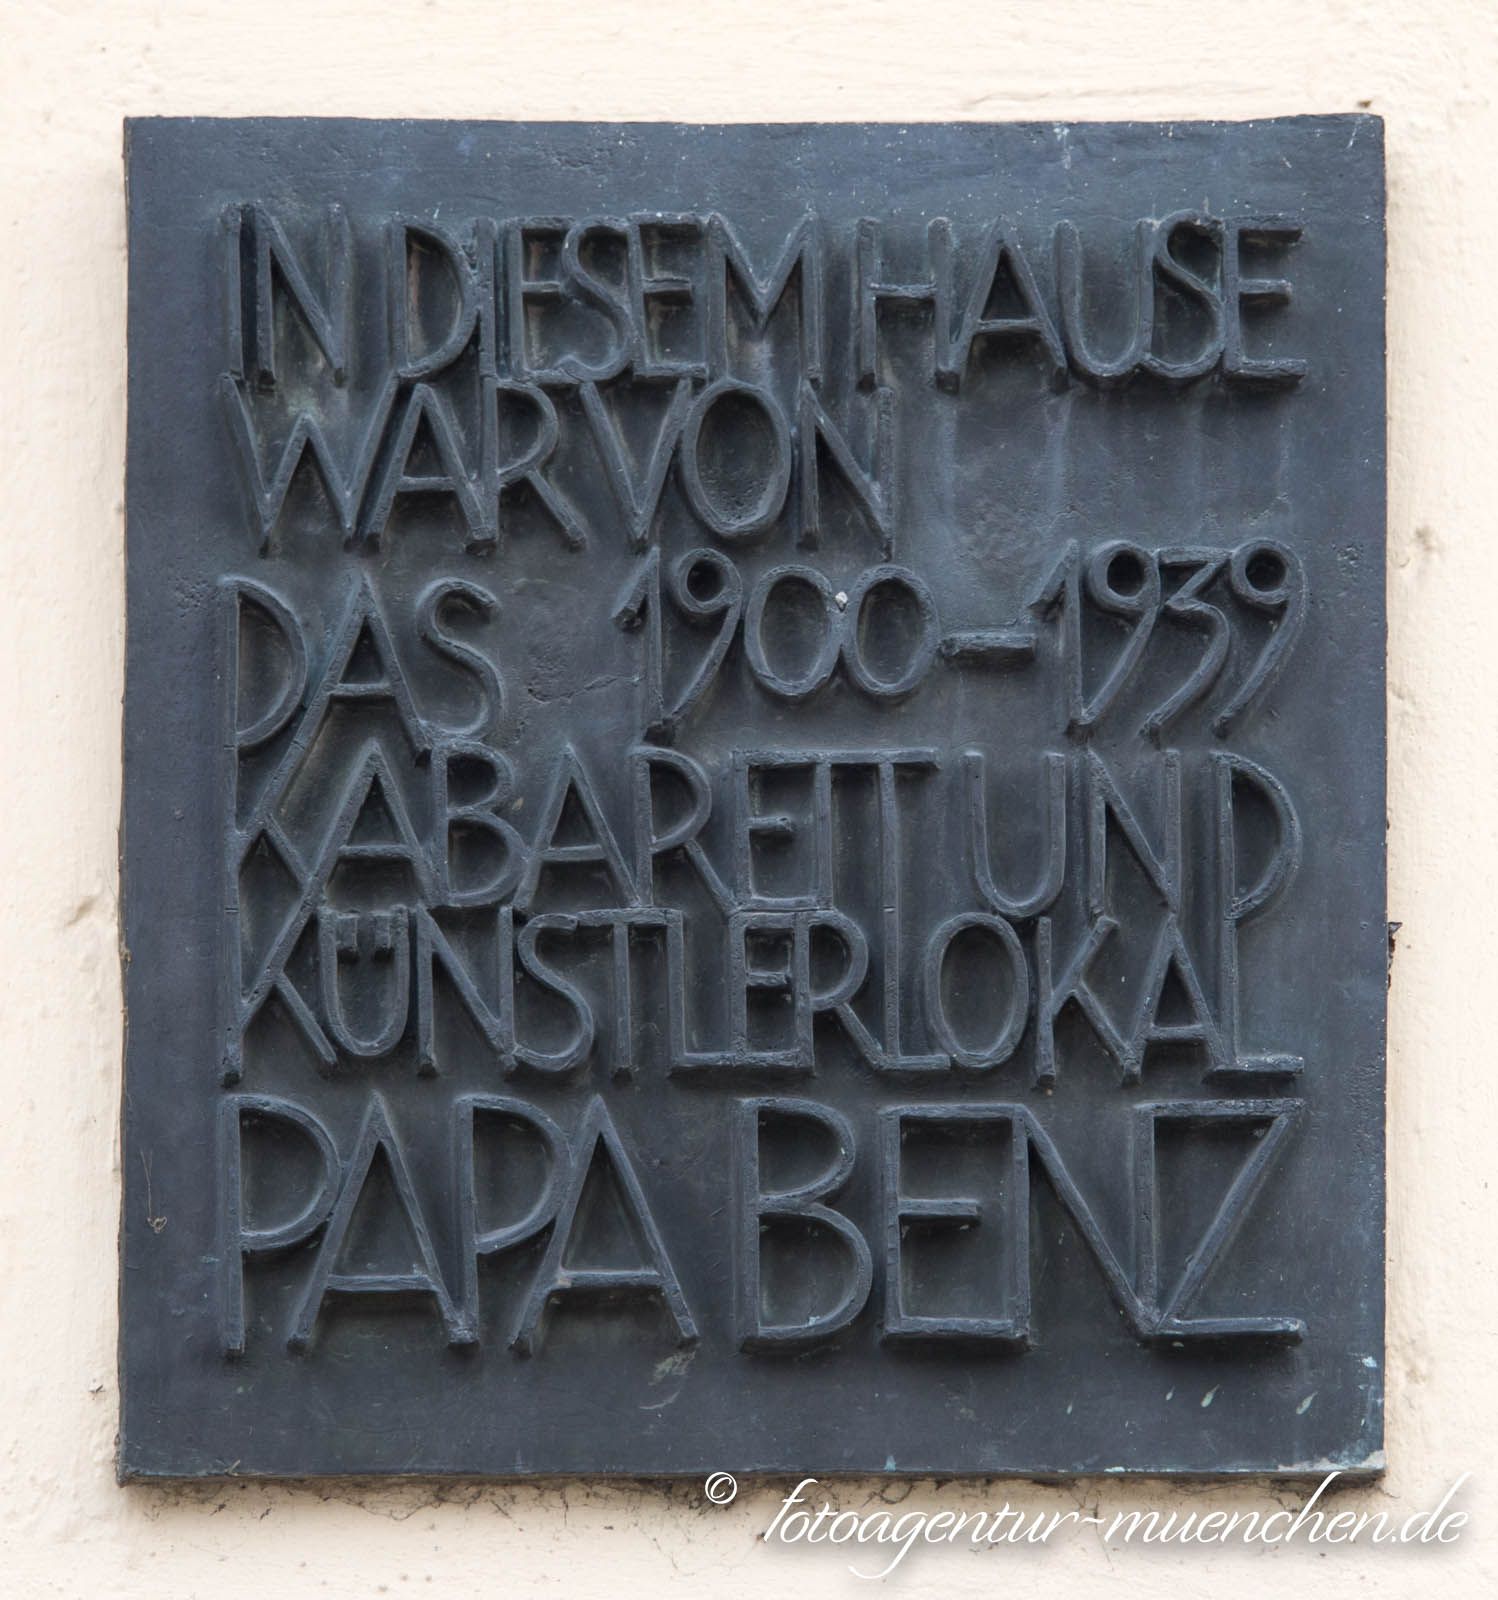 IN DIESEM HAUSE
WAR VON
DAS 1900–1939
KABARETT UND
KÜNSTLERLOKAL
PAPA BENZ
© fotoagentur-muenchen.de